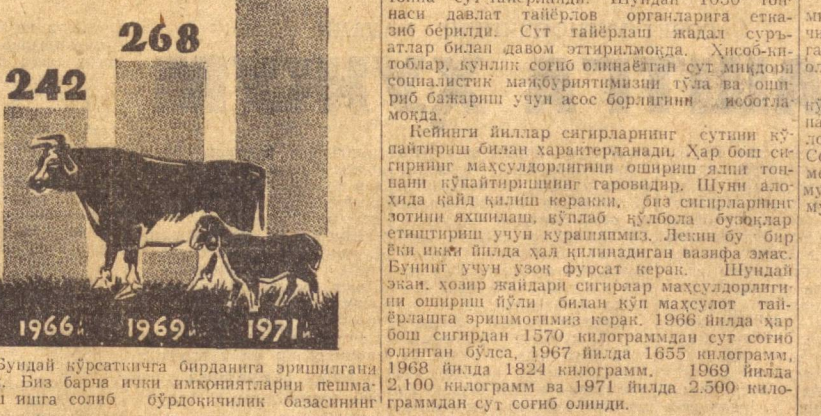 268
242
1966 й.
1969 й.
1971 й.
Бундай кўрсаткичга бирданига эришилгани
Биз барча ички имкониятларни пешма-
ишга солиб бўрдоқичилик базасининг
наси давлат тайёрлов органларига етка-
зиб берилди. Сут тайёрлаш жадал суръ-
атлар билан давом эттирилмоқда. Ҳисоб-ки-
тоблар, кунлик соғиб олинаётган сут миқдори
социалистик мажбуриятимизни тўла ва оши-
риб бажариш учун асос борлигини исботла-
моқда.
Кейинги йиллар сигирларнинг сутини кў-
пайтириш билан характерланади. Ҳар бош си-
гирнинг маҳсулдорлигини ошириш ялпи тон-
нани кўпайтиришнинг гаровидир. Шуни ало-
ҳида қайд қилиш керакки, биз сигирларнинг
зотини яхшилаш, кўплаб қўлбола бузоқлар
етиштириш учун курашяпмиз. Лекин бу бир
ёки икки йилда ҳал қилинадиган вазифа эмас.
Бунинг учун узоқ фурсат керак. Шундай
экан, ҳозир жайдари сигирлар маҳсулдорлиги-
ни ошириш йўли билан кўп маҳсулот тай-
ёрлашга эришмоғимиз керак. 1966 йилда ҳар
бош сигирдан 1570 килограммдан сут соғиб
олинган бўлса, 1967 йилда 1655 килограмм,
1968 йилда 1824 килограмм, 1969 йилда
2.100 килограмм ва 1971 йилда 2.500 кило-
граммдан сут соғиб олинди.